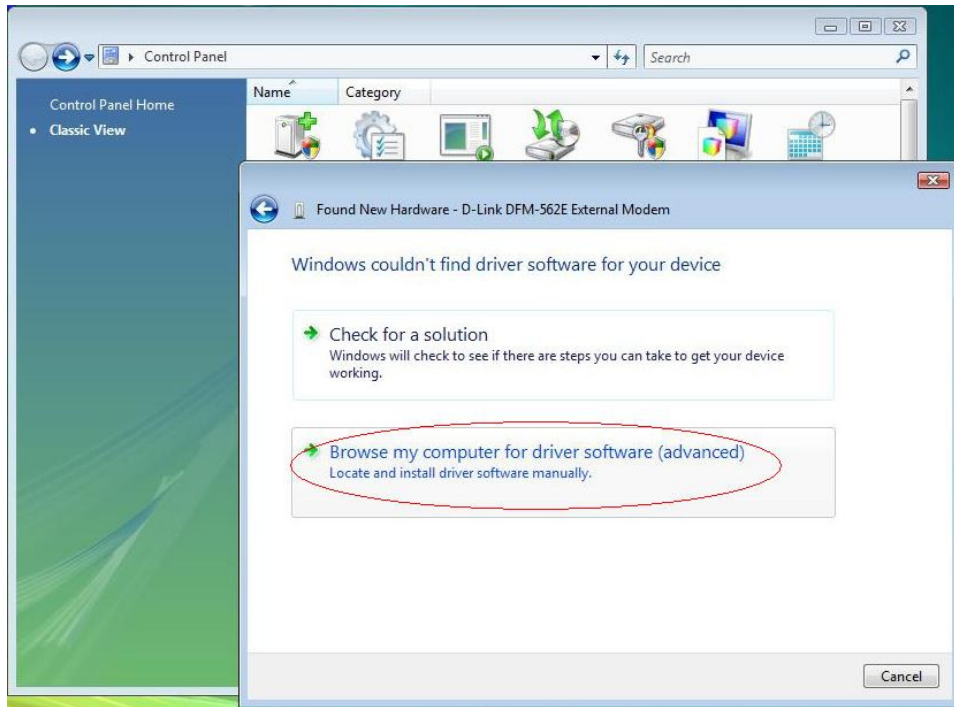 Control Panel
Search
Control Panel Home
Classic View
Name Category
Found New Hardware - D-Link DFM-562E External Modem
Windows couldn't find driver software for your device
Check for a solution
Windows will check to see if there are steps you can take to get your device
working.
Browse my computer for driver software (advanced)
Locate and install driver software manually.
Cancel